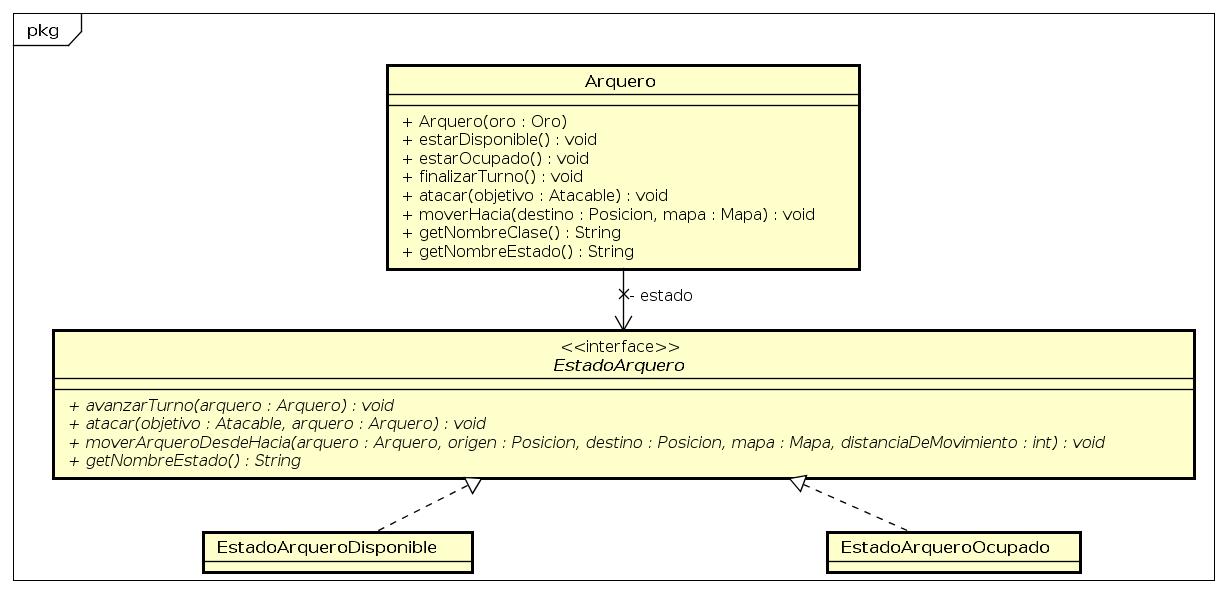 pkg
Arquero
+ Arquero(oro : Oro)
+ estarDisponible() : void
+ estarOcupado() : void
+ finalizarTurno() : void
+ atacar(objetivo : Atacable) : void
+ moverHacia(destino : Posicion, mapa : Mapa) : void
+ getNombreClase() : String
+ getNombreEstado() : String
- estado
<<interface>>
EstadoArquero
+ avanzarTurno(arquero : Arquero) : void
+ atacar(objetivo : Atacable, arquero : Arquero) : void
+ moverArqueroDesdeHacia(arquero : Arquero, origen : Posicion, destino : Posicion, mapa : Mapa, distanciaDeMovimiento : int) : void
+ getNombreEstado() : String
EstadoArqueroDisponible
EstadoArqueroOcupado